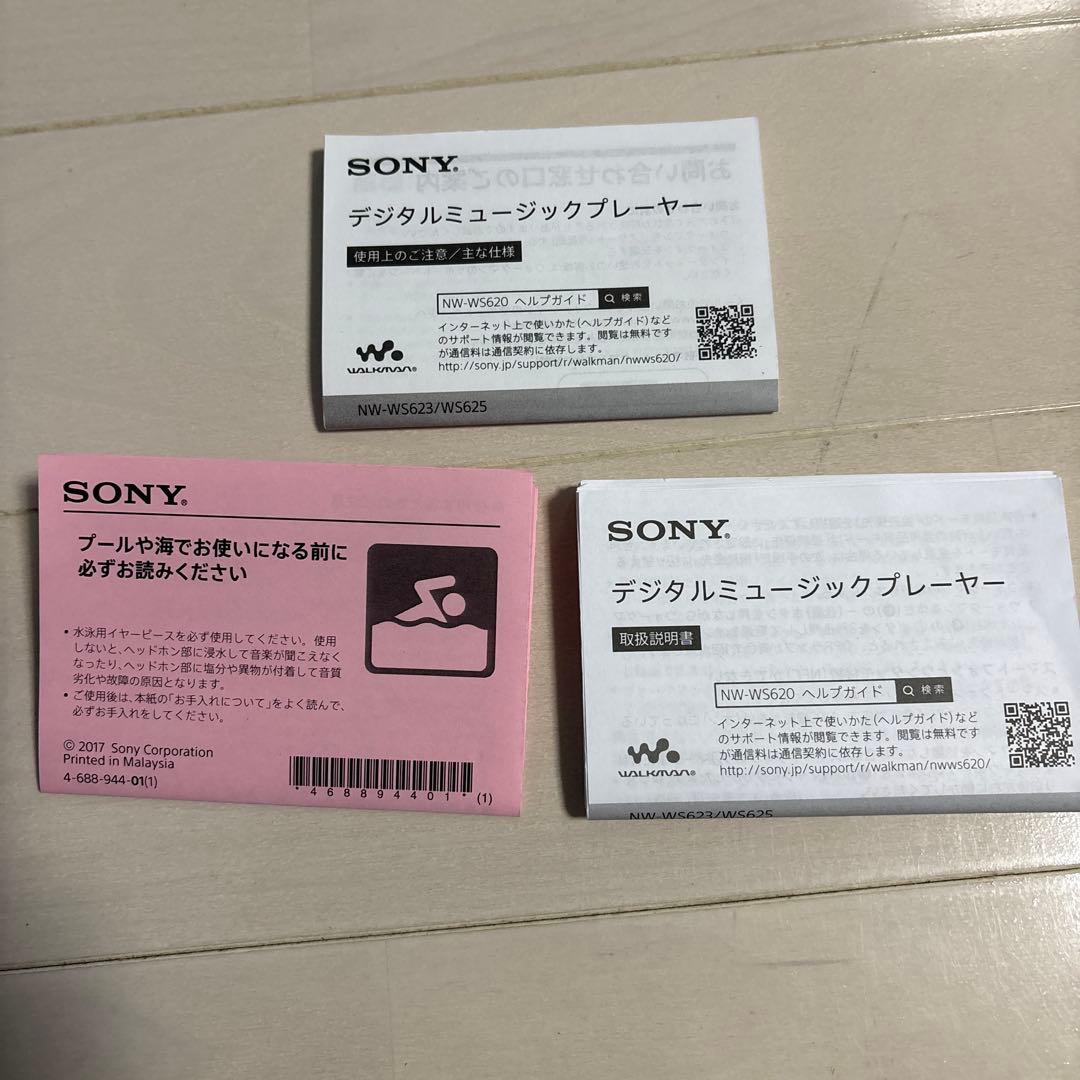 SONY®
デジタルミュージックプレーヤー
使用上のご注意／主な仕様
NW-WS620 ヘルプガイド 検索
インターネット上で使いかた（ヘルプガイド）など
のサポート情報が閲覧できます。閲覧は無料です
が通信料は通信契約に依存します。
http://sony.jp/support/r/walkman/nwws620/
WALKMAN®
NW-WS623/WS625
SONY®
プールや海でお使いになる前に
必ずお読みください
• 水泳用イヤーピースを必ず使用してください。使用
しないと、ヘッドホン部に浸水して音楽が聞こえなく
なったり、ヘッドホン部に塩分や異物が付着して音質
劣化や故障の原因となります。
• ご使用後は、本紙の「お手入れについて」をよく読んで、
必ずお手入れをしてください。
© 2017 Sony Corporation
Printed in Malaysia
4-688-944-01(1)
*468894401*(1)
SONY®
デジタルミュージックプレーヤー
取扱説明書
NW-WS620 ヘルプガイド 検索
インターネット上で使いかた（ヘルプガイド）など
のサポート情報が閲覧できます。閲覧は無料です
が通信料は通信契約に依存します。
http://sony.jp/support/r/walkman/nwws620/
WALKMAN®
NW-WS623/WS625